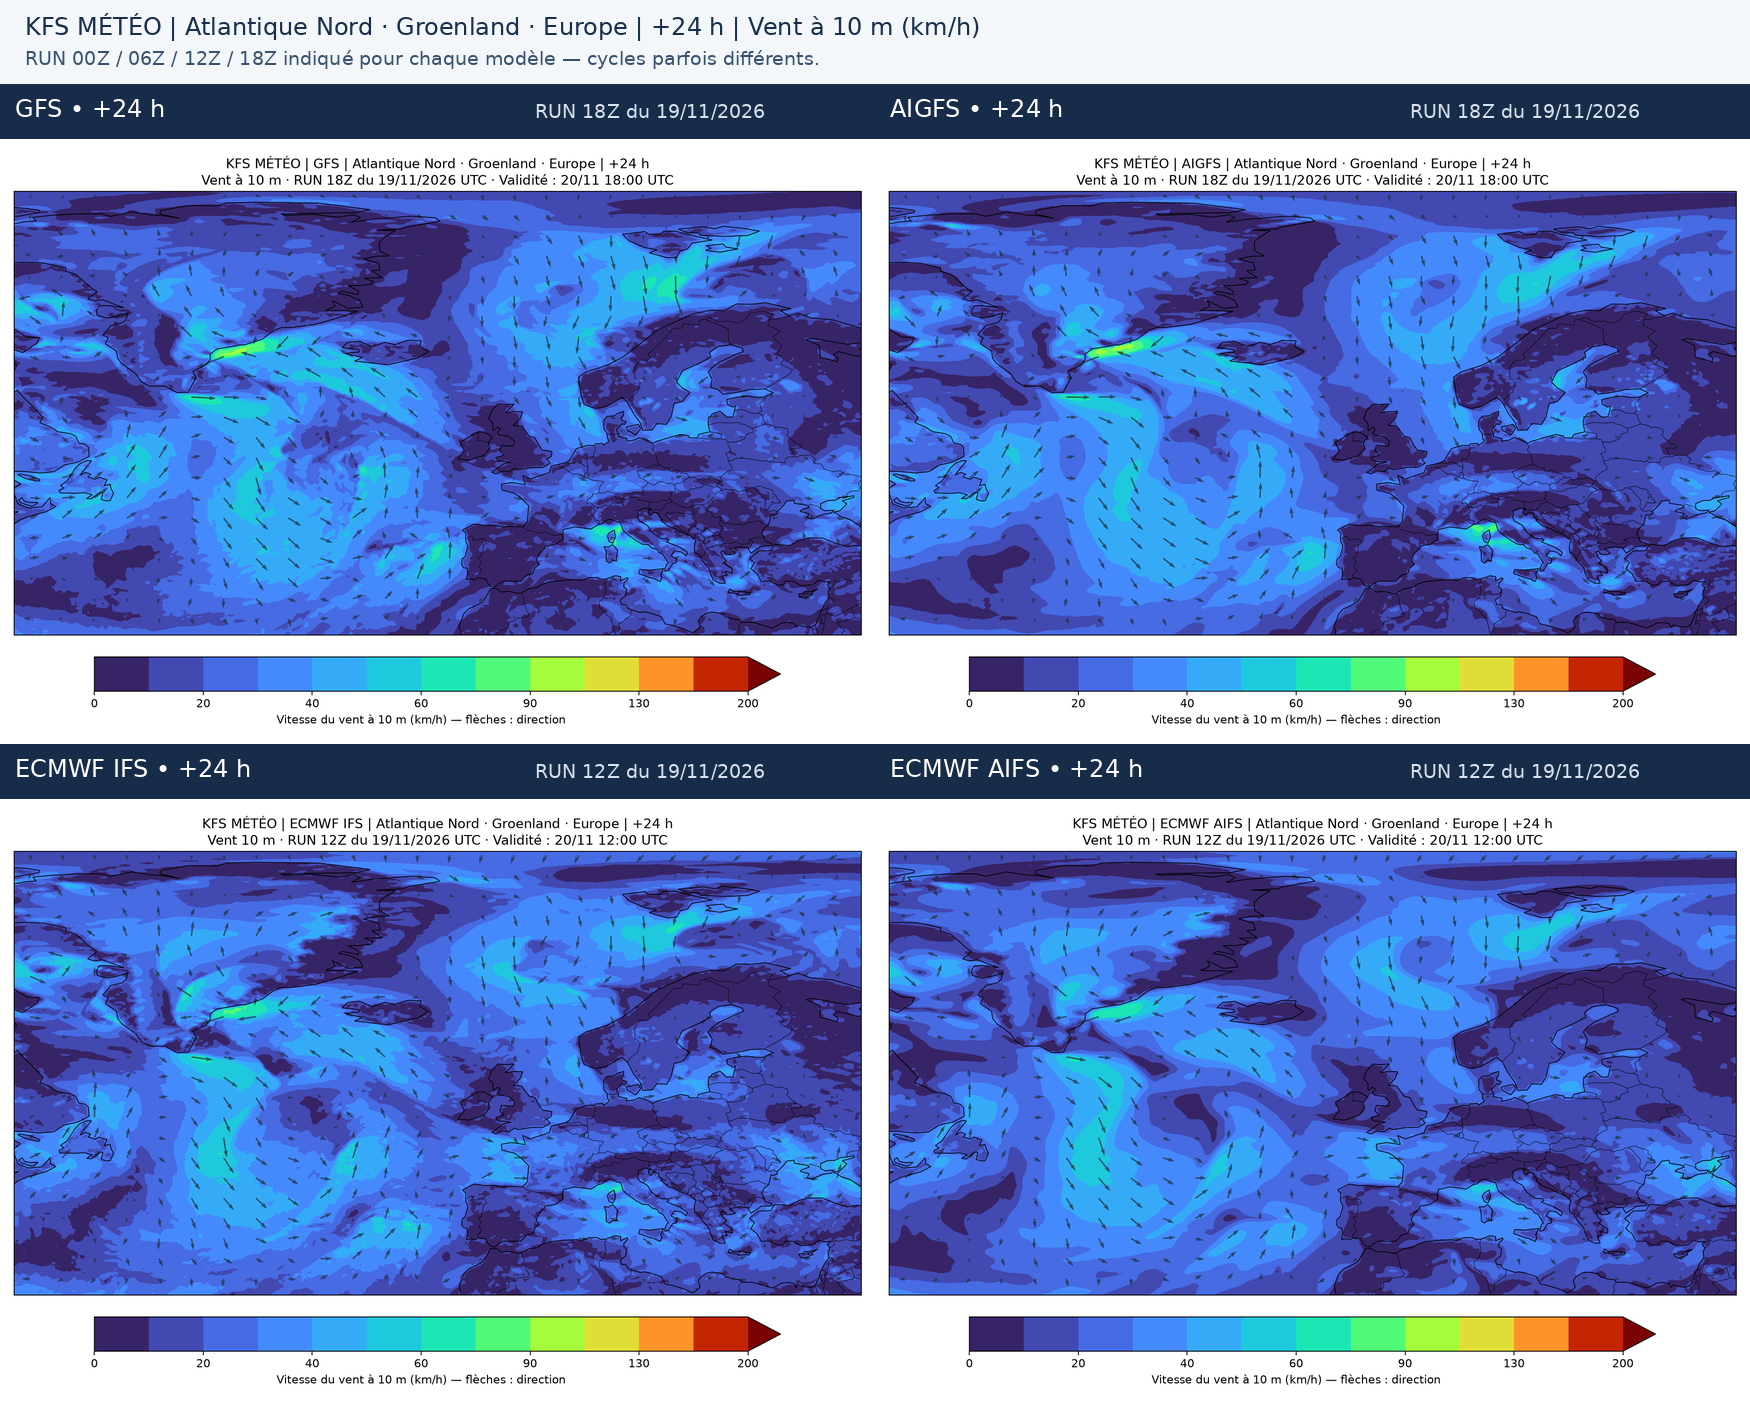 KFS MÉTÉO | Atlantique Nord · Groenland · Europe | +24 h | Vent à 10 m (km/h)
RUN 00Z / 06Z / 12Z / 18Z indiqué pour chaque modèle — cycles parfois différents.
GFS • +24 h
RUN 18Z du 19/11/2026
KFS MÉTÉO | GFS | Atlantique Nord · Groenland · Europe | +24 h
Vent à 10 m · RUN 18Z du 19/11/2026 UTC · Validité : 20/11 18:00 UTC
0 20 40 60 90 130 200
Vitesse du vent à 10 m (km/h) — flèches : direction
AIGFS • +24 h
RUN 18Z du 19/11/2026
KFS MÉTÉO | AIGFS | Atlantique Nord · Groenland · Europe | +24 h
Vent à 10 m · RUN 18Z du 19/11/2026 UTC · Validité : 20/11 18:00 UTC
0 20 40 60 90 130 200
Vitesse du vent à 10 m (km/h) — flèches : direction
ECMWF IFS • +24 h
RUN 12Z du 19/11/2026
KFS MÉTÉO | ECMWF IFS | Atlantique Nord · Groenland · Europe | +24 h
Vent 10 m · RUN 12Z du 19/11/2026 UTC · Validité : 20/11 12:00 UTC
0 20 40 60 90 130 200
Vitesse du vent à 10 m (km/h) — flèches : direction
ECMWF AIFS • +24 h
RUN 12Z du 19/11/2026
KFS MÉTÉO | ECMWF AIFS | Atlantique Nord · Groenland · Europe | +24 h
Vent 10 m · RUN 12Z du 19/11/2026 UTC · Validité : 20/11 12:00 UTC
0 20 40 60 90 130 200
Vitesse du vent à 10 m (km/h) — flèches : direction